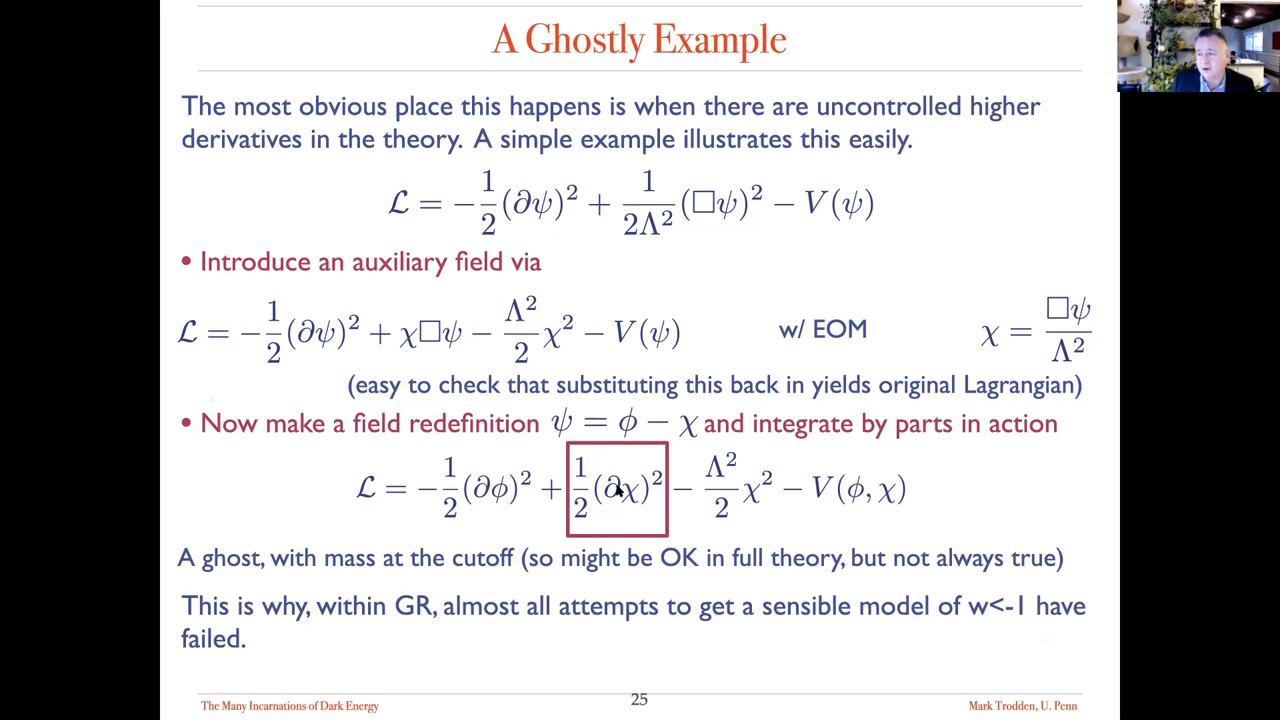 A Ghostly Example
The most obvious place this happens is when there are uncontrolled higher
derivatives in the theory. A simple example illustrates this easily.
ℒ = −1/2(∂ψ)² + 1/2Λ²(□ψ)² − V(ψ)
• Introduce an auxiliary field via
ℒ = −1/2(∂ψ)² + χ□ψ − Λ²/2 χ² − V(ψ) w/ EOM χ = □ψ/Λ²
(easy to check that substituting this back in yields original Lagrangian)
• Now make a field redefinition ψ = ϕ − χ and integrate by parts in action
ℒ = −1/2(∂ϕ)² + 1/2(∂χ)² − Λ²/2 χ² − V(ϕ, χ)
A ghost, with mass at the cutoff (so might be OK in full theory, but not always true)
This is why, within GR, almost all attempts to get a sensible model of w<-1 have
failed.
The Many Incarnations of Dark Energy 25 Mark Trodden, U. Penn